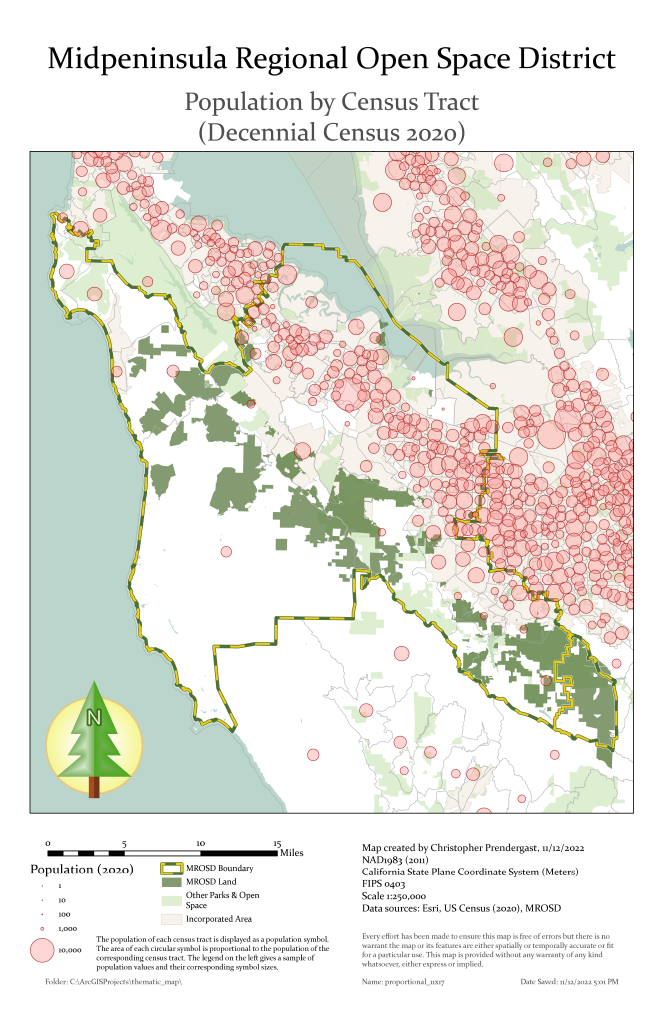 Midpeninsula Regional Open Space District
Population by Census Tract
(Decennial Census 2020)
N
0 5 10 15
Miles
Population (2020)
1
10
100
1,000
10,000
MROSD Boundary
MROSD Land
Other Parks & Open
Space
Incorporated Area
The population of each census tract is displayed as a population symbol.
The area of each circular symbol is proportional to the population of the
corresponding census tract. The legend on the left gives a sample of
population values and their corresponding symbol sizes.
Map created by Christopher Prendergast, 11/12/2022
NAD1983 (2011)
California State Plane Coordinate System (Meters)
FIPS 0403
Scale 1:250,000
Data sources: Esri, US Census (2020), MROSD
Every effort has been made to ensure this map is free of errors but there is no
warrant the map or its features are either spatially or temporally accurate or fit
for a particular use. This map is provided without any warranty of any kind
whatsoever, either express or implied.
Folder: C:\ArcGISProjects\thematic_map\
Name: proportional_11x17
Date Saved: 11/12/2022 5:01 PM